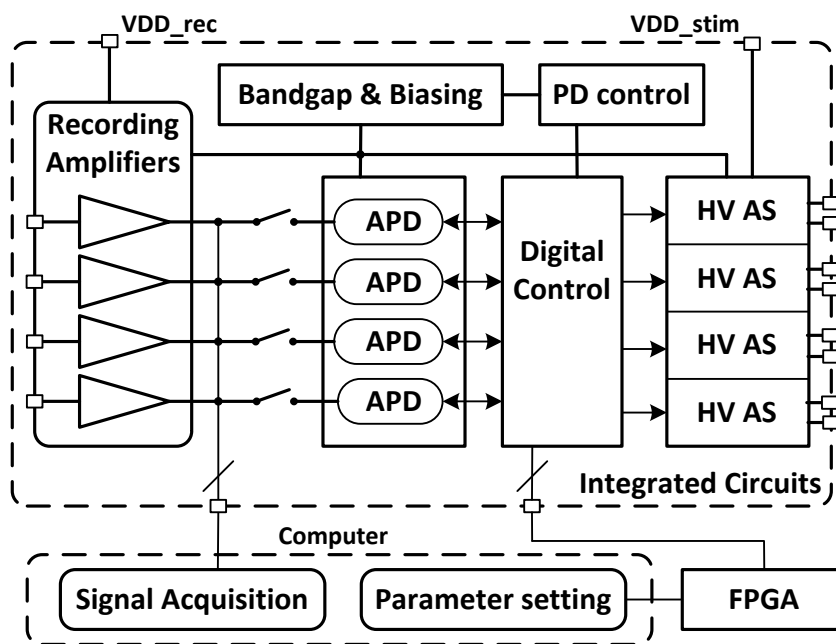 VDD_rec
VDD_stim
Bandgap & Biasing
PD control
Recording
Amplifiers
APD
HV AS
APD
Digital
Control
HV AS
APD
HV AS
APD
HV AS
Integrated Circuits
Computer
Signal Acquisition
Parameter setting
FPGA